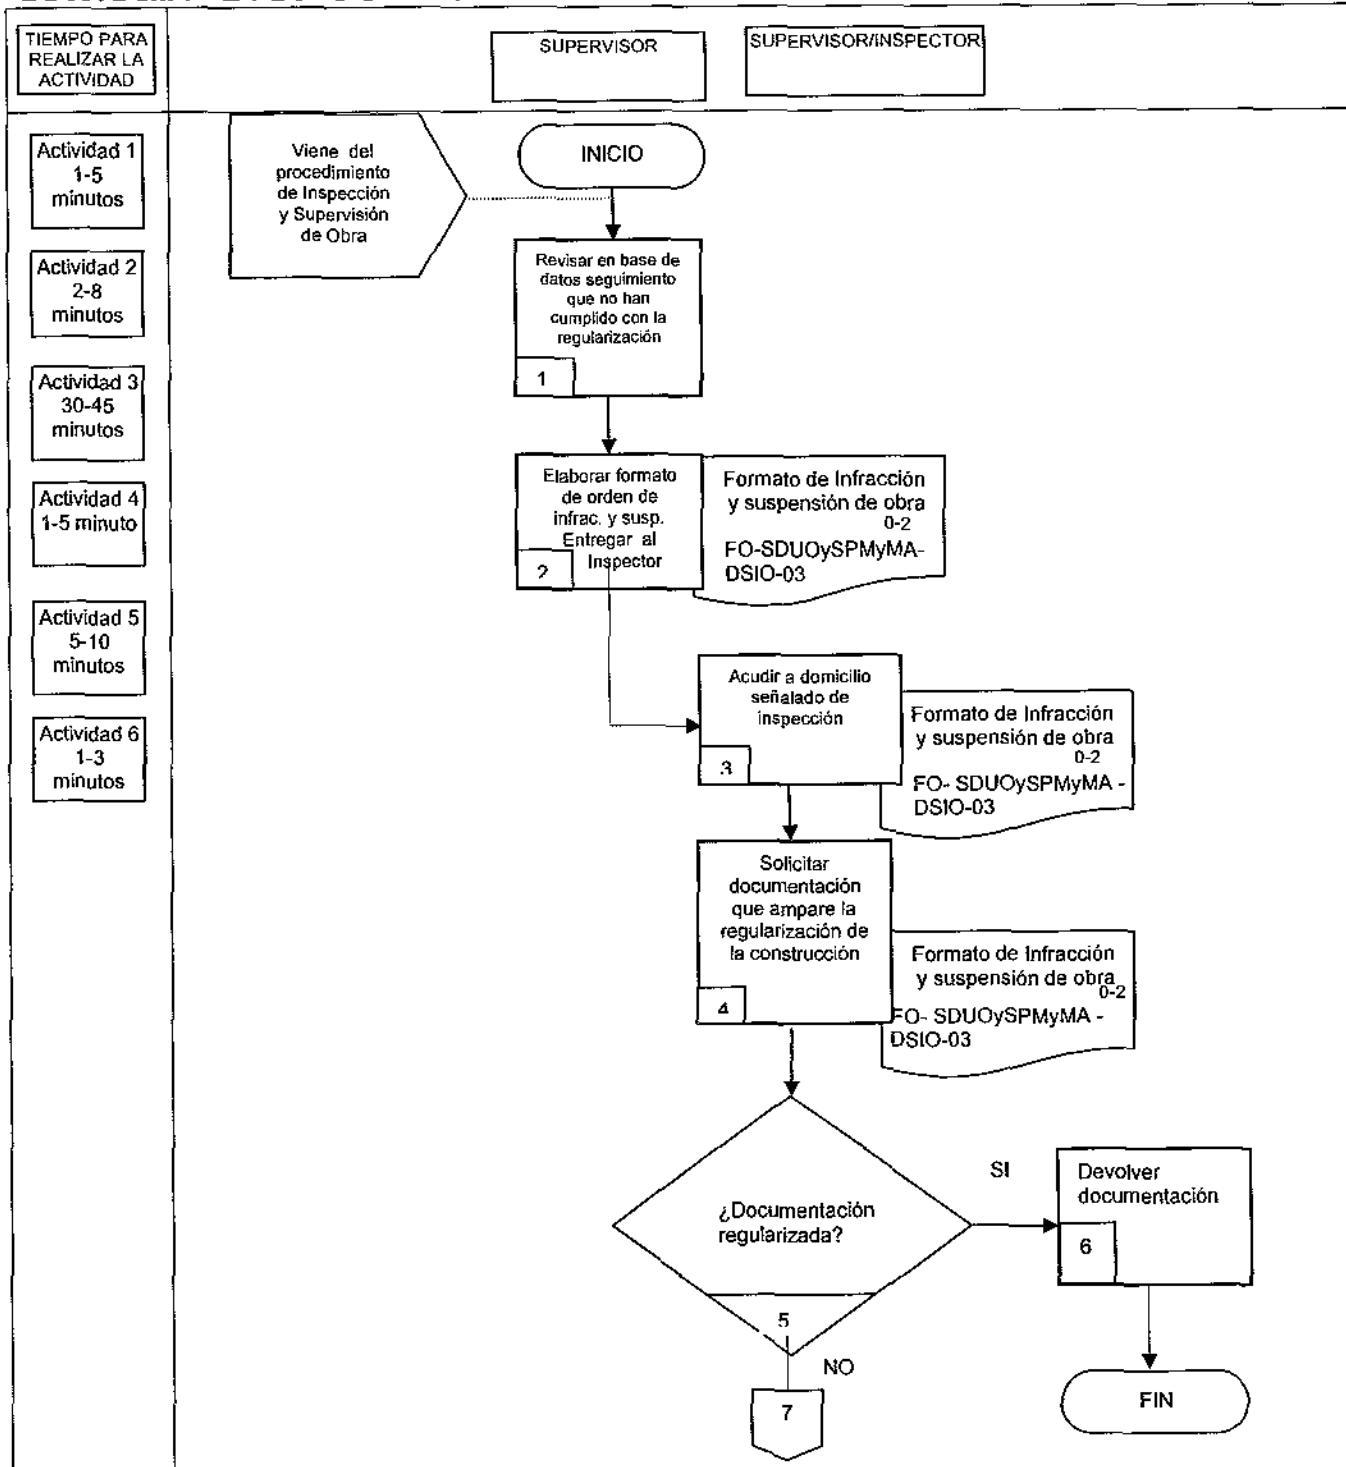 TIEMPO PARA
REALIZAR LA
ACTIVIDAD
SUPERVISOR
SUPERVISOR/INSPECTOR
Actividad 1
1-5
minutos
Actividad 2
2-8
minutos
Actividad 3
30-45
minutos
Actividad 4
1-5 minuto
Actividad 5
5-10
minutos
Actividad 6
1-3
minutos
Viene del
procedimiento
de Inspección
y Supervisión
de Obra
INICIO
Revisar en base de
datos seguimiento
que no han
cumplido con la
regularización
1
Elaborar formato
de orden de
infrac. y susp.
Entregar al
Inspector
2
Formato de Infracción
y suspensión de obra
0-2
FO-SDUOySPMyMA-
DSIO-03
Acudir a domicilio
señalado de
inspección
3
Formato de Infracción
y suspensión de obra
0-2
FO- SDUOySPMyMA -
DSIO-03
Solicitar
documentación
que ampare la
regularización de
la construcción
4
Formato de Infracción
y suspensión de obra
0-2
FO- SDUOySPMyMA -
DSIO-03
¿Documentación
regularizada?
5
SI
Devolver
documentación
6
NO
7
FIN